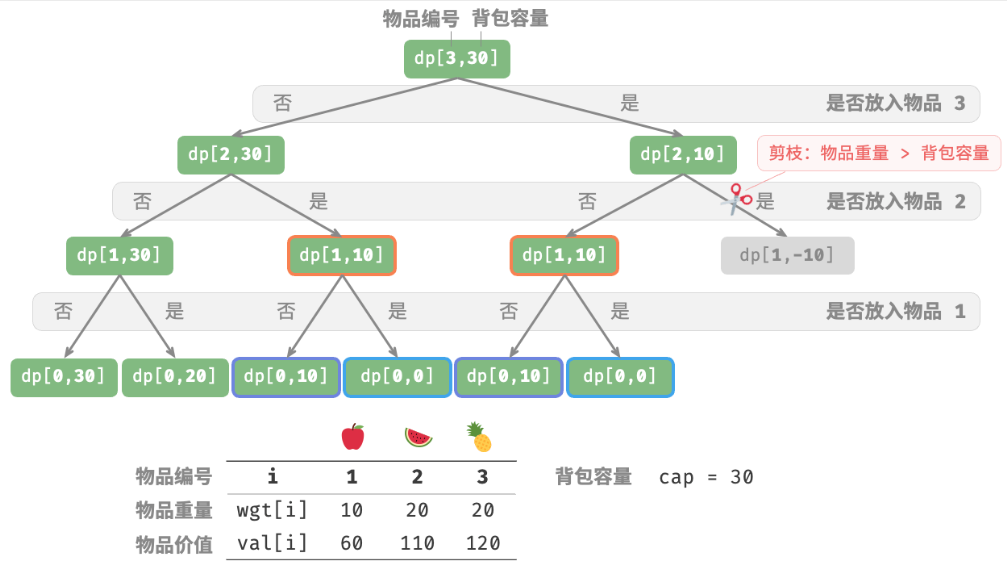 物品编号 背包容量
dp[3,30]
否 是 是否放入物品 3
dp[2,30] dp[2,10] 剪枝：物品重量 > 背包容量
否 是 否 是 是否放入物品 2
dp[1,30] dp[1,10] dp[1,10] dp[1,-10]
否 是 否 是 否 是 是否放入物品 1
dp[0,30] dp[0,20] dp[0,10] dp[0,0] dp[0,10] dp[0,0]
物品编号 i 1 2 3 背包容量 cap = 30
物品重量 wgt[i] 10 20 20
物品价值 val[i] 60 110 120